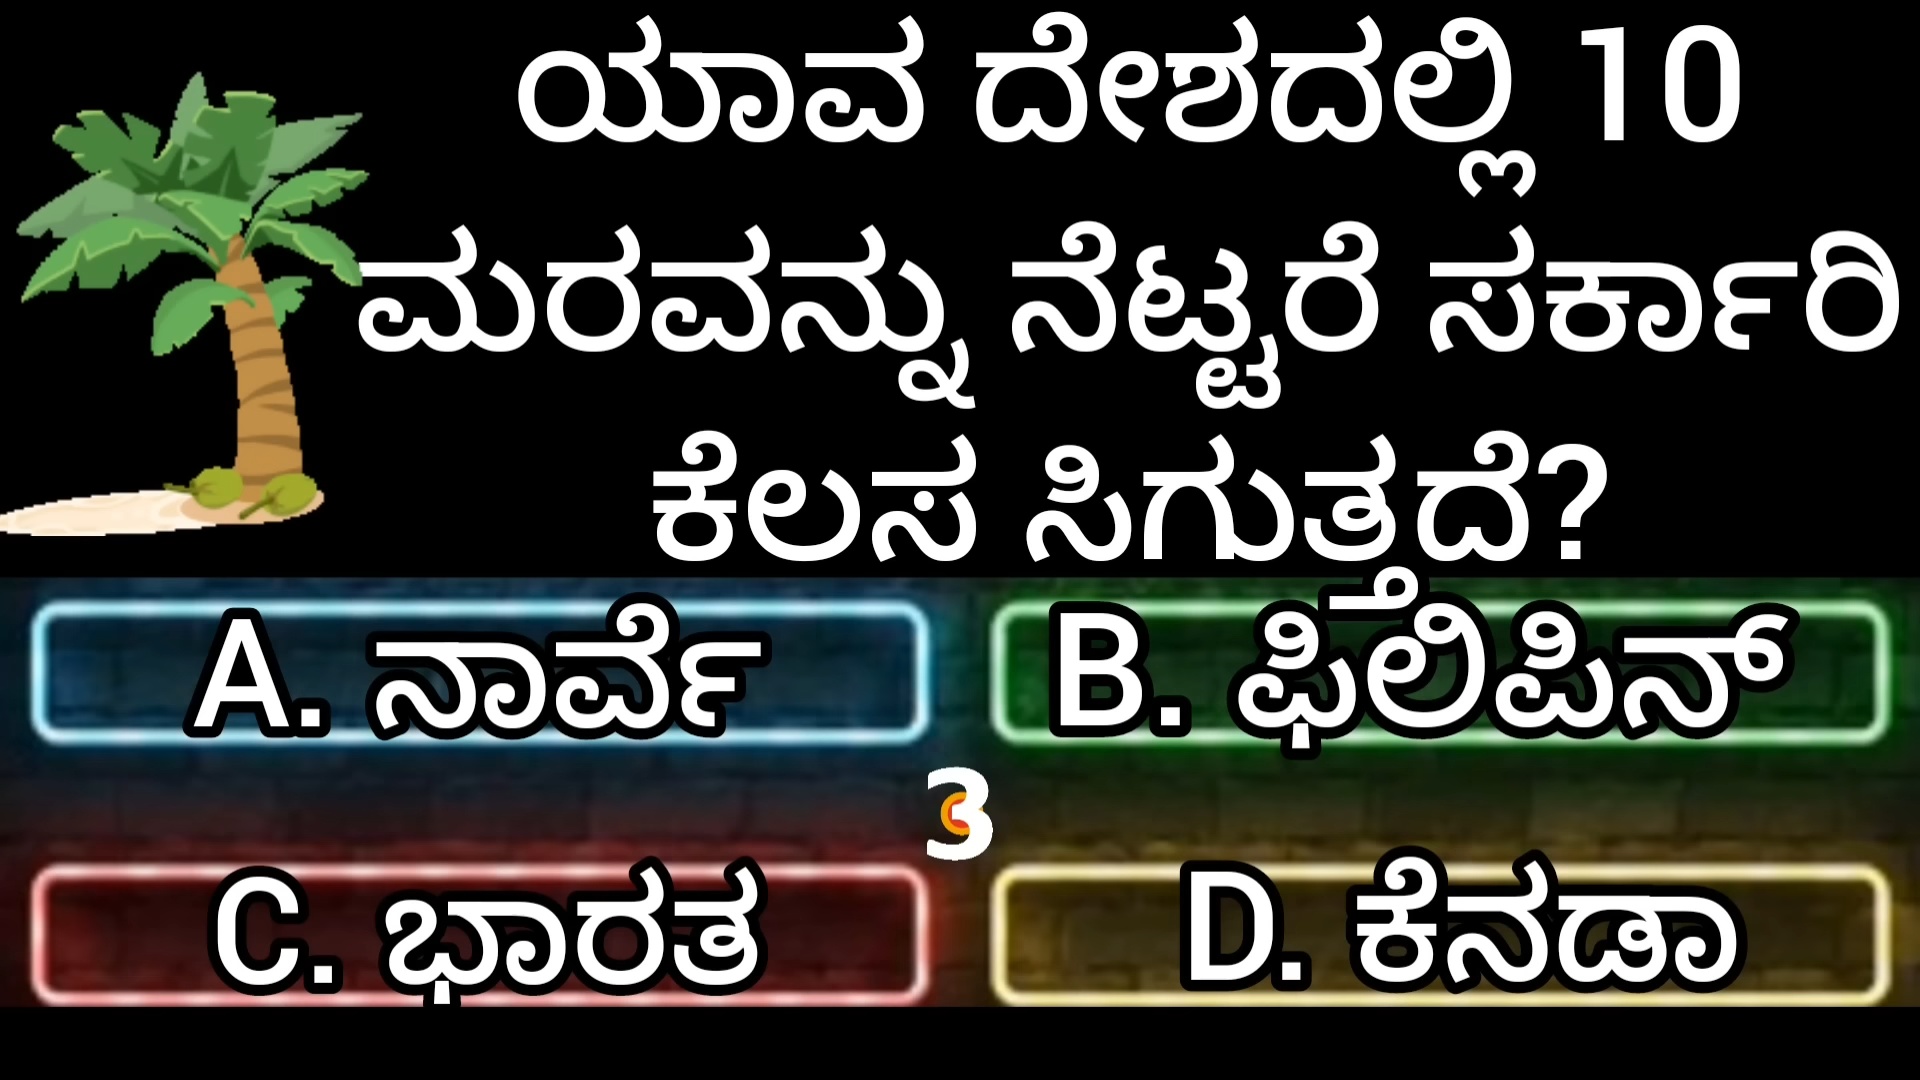 ಯಾವ ದೇಶದಲ್ಲಿ 10
ಮರವನ್ನು ನೆಟ್ಟರೆ ಸರ್ಕಾರಿ
ಕೆಲಸ ಸಿಗುತ್ತದೆ?
A. ನಾರ್ವೆ
B. ಫಿಲಿಪಿನ್
3
C. ಭಾರತ
D. ಕೆನಡಾ